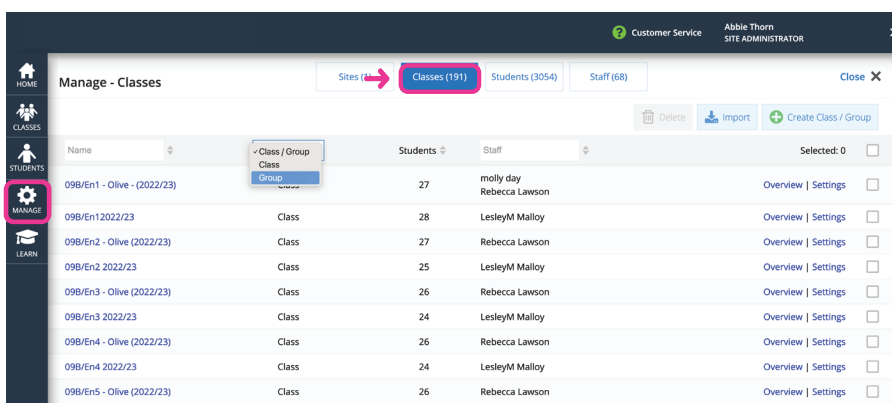 Customer Service
Abbie Thorn
SITE ADMINISTRATOR
HOME
CLASSES
STUDENTS
MANAGE
LEARN
Manage - Classes
Sites
Classes (191)
Students (3054)
Staff (68)
Close X
Delete
Import
Create Class / Group
Name
✓Class / Group
Class
Group
Students
Staff
Selected: 0
09B/En1 - Olive - (2022/23) 27 molly day Overview | Settings
Rebecca Lawson
09B/En12022/23 Class 28 LesleyM Malloy Overview | Settings
09B/En2 - Olive (2022/23) Class 27 Rebecca Lawson Overview | Settings
09B/En2 2022/23 Class 25 LesleyM Malloy Overview | Settings
09B/En3 - Olive (2022/23) Class 26 Rebecca Lawson Overview | Settings
09B/En3 2022/23 Class 24 LesleyM Malloy Overview | Settings
09B/En4 - Olive (2022/23) Class 26 Rebecca Lawson Overview | Settings
09B/En4 2022/23 Class 24 LesleyM Malloy Overview | Settings
09B/En5 - Olive (2022/23) Class 26 Rebecca Lawson Overview | Settings